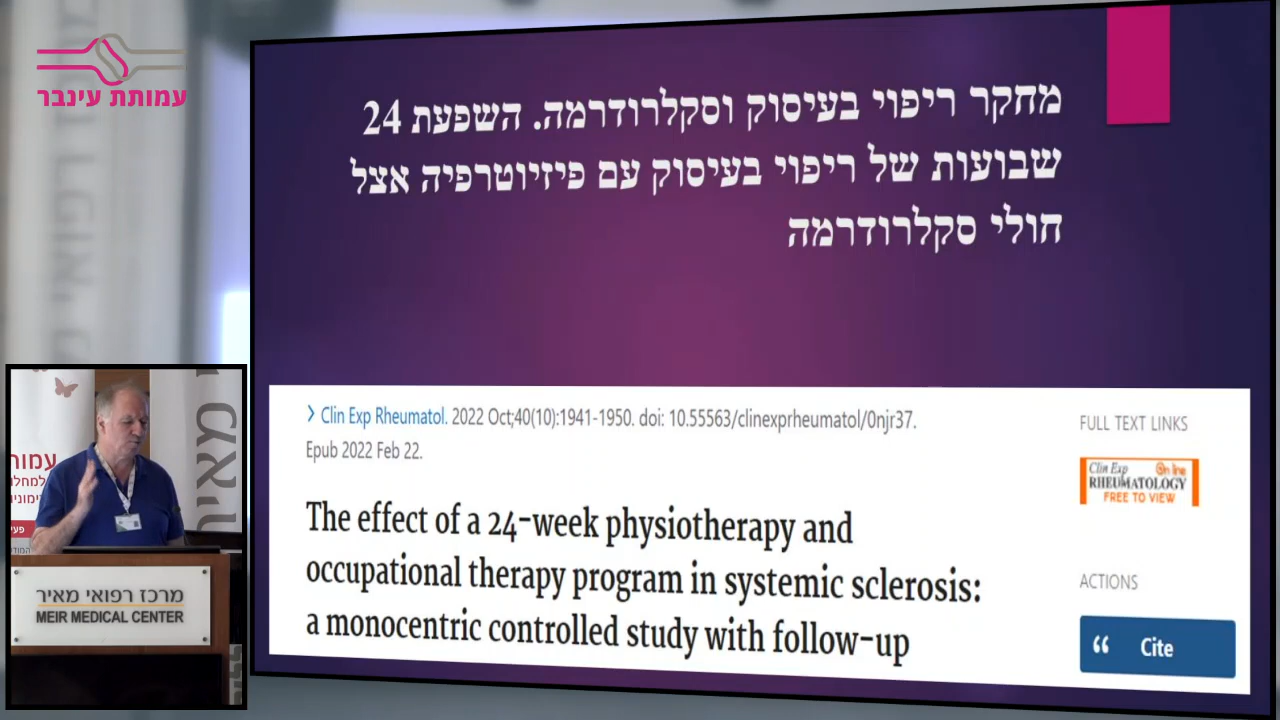 עמותת עינבר
מחקר ריפוי בעיסוק וסקלרודרמה. השפעת 24
שבועות של ריפוי בעיסוק עם פיזיוטרפיה אצל
חולי סקלרודרמה
Clin Exp Rheumatol. 2022 Oct;40(10):1941-1950. doi: 10.55563/clinexprheumatol/0njr37.
Epub 2022 Feb 22.
The effect of a 24-week physiotherapy and
occupational therapy program in systemic sclerosis:
a monocentric controlled study with follow-up
FULL TEXT LINKS
Clin Exp On line
RHEUMATOLOGY
FREE TO VIEW
ACTIONS
“ Cite
מרכז רפואי מאיר
MEIR MEDICAL CENTER